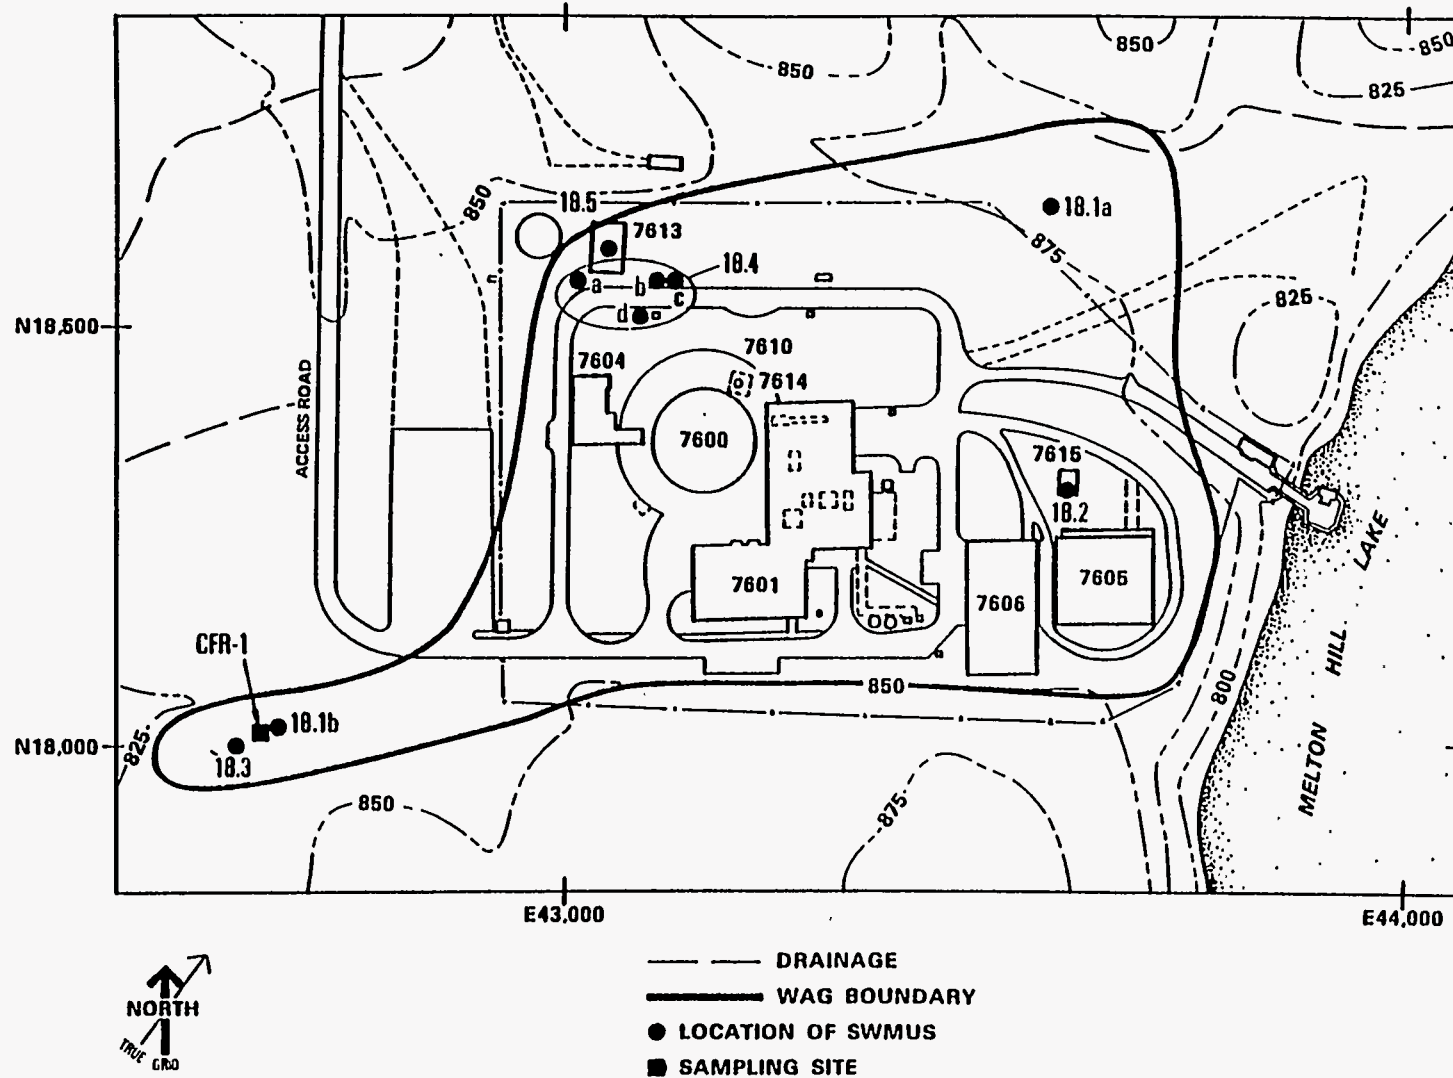 850
850
850
825
850
18.5
7613
18.1a
875
18.4
a
b
c
d
825
N18,500
7604
7610
7614
ACCESS ROAD
7600
7615
18.2
7601
7606
7605
LAKE
HILL
MELTON
CFR-1
850
800
18.1b
N18,000
825
18.3
850
875
E43,000
E44,000
NORTH
TRUE
GRID
DRAINAGE
WAG BOUNDARY
LOCATION OF SWMUS
SAMPLING SITE